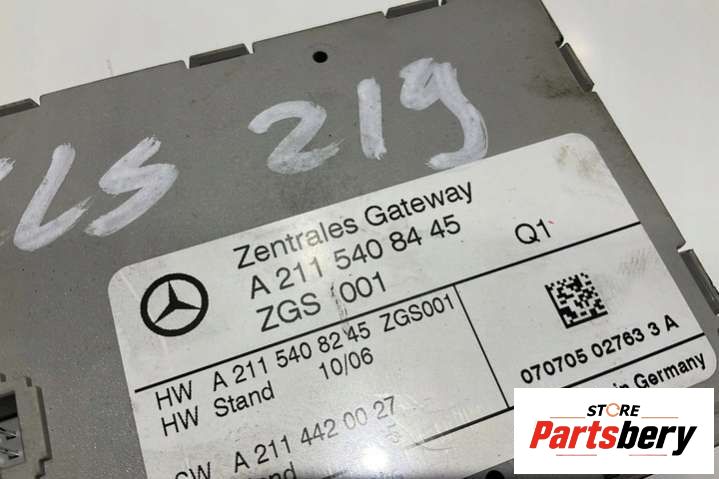 CLS 219
Zentrales Gateway
A 211 540 84 45
ZGS 001
Q1
HW A 211 540 82 45 ZGS001
HW Stand 10/06
070705 02763 3 A
in Germany
SW A 211 442 00 27
STORE
Partsbery